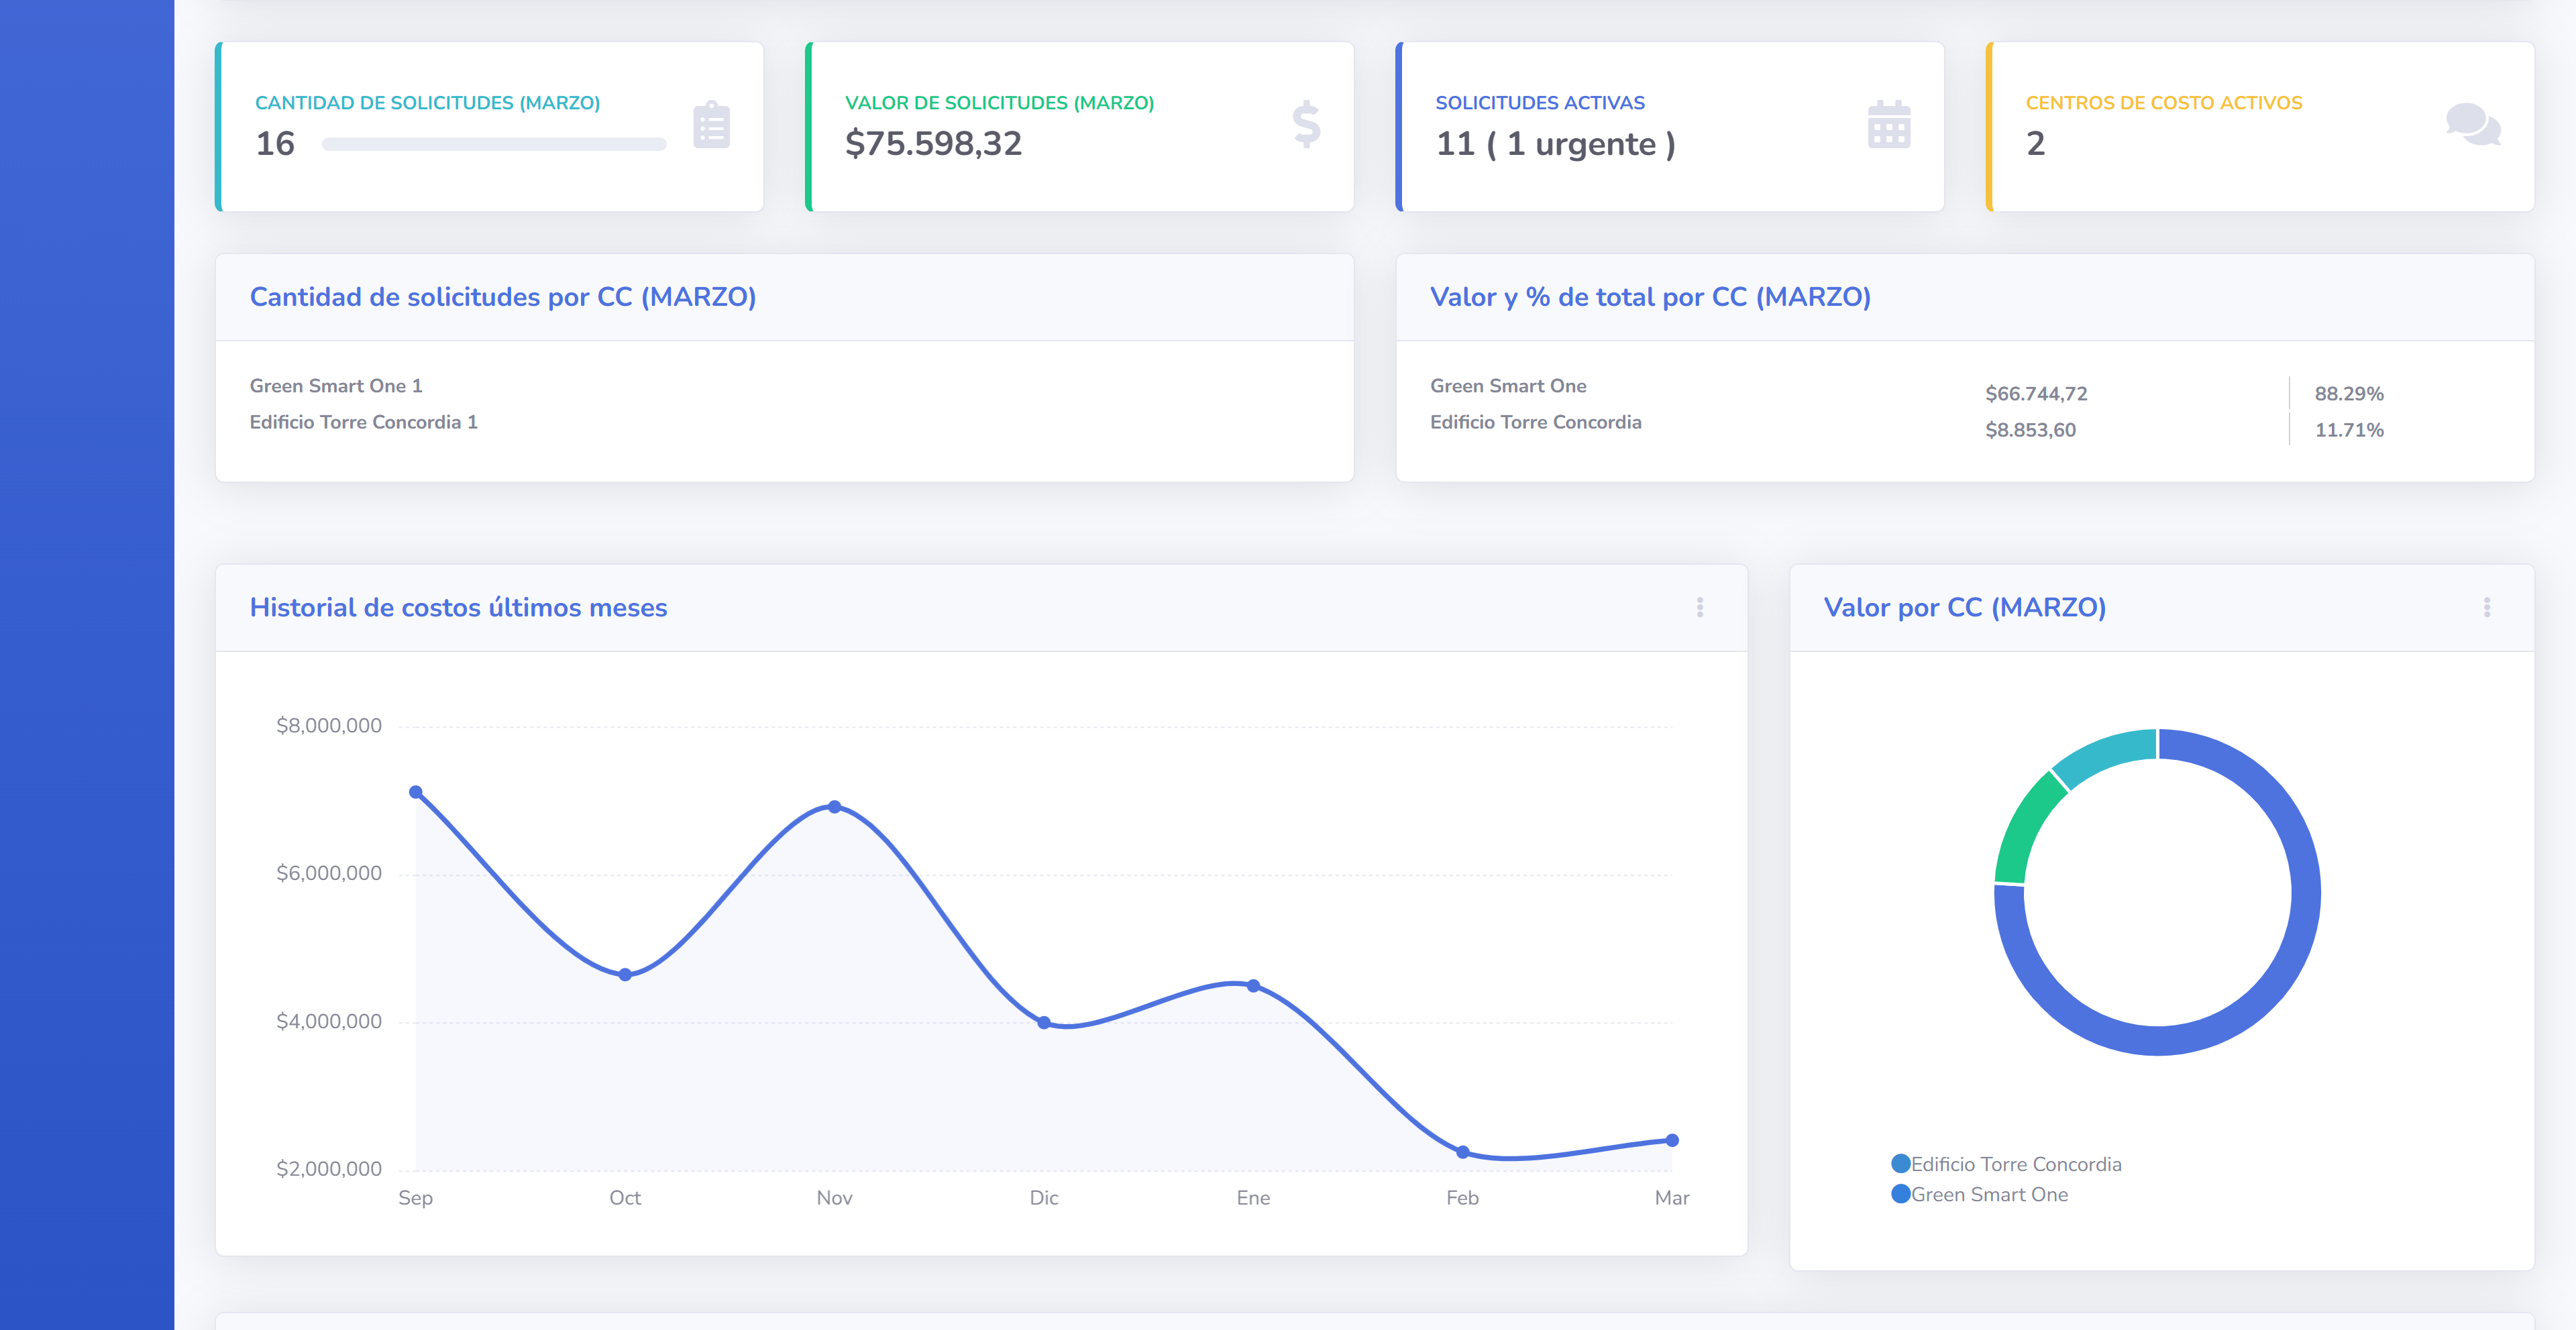 CANTIDAD DE SOLICITUDES (MARZO)
16
VALOR DE SOLICITUDES (MARZO)
$75.598,32
SOLICITUDES ACTIVAS
11 ( 1 urgente )
CENTROS DE COSTO ACTIVOS
2
Cantidad de solicitudes por CC (MARZO)
Green Smart One 1
Edificio Torre Concordia 1
Valor y % de total por CC (MARZO)
Green Smart One $66.744,72 88.29%
Edificio Torre Concordia $8.853,60 11.71%
Historial de costos últimos meses
$8,000,000
$6,000,000
$4,000,000
$2,000,000
Sep Oct Nov Dic Ene Feb Mar
Valor por CC (MARZO)
Edificio Torre Concordia
Green Smart One